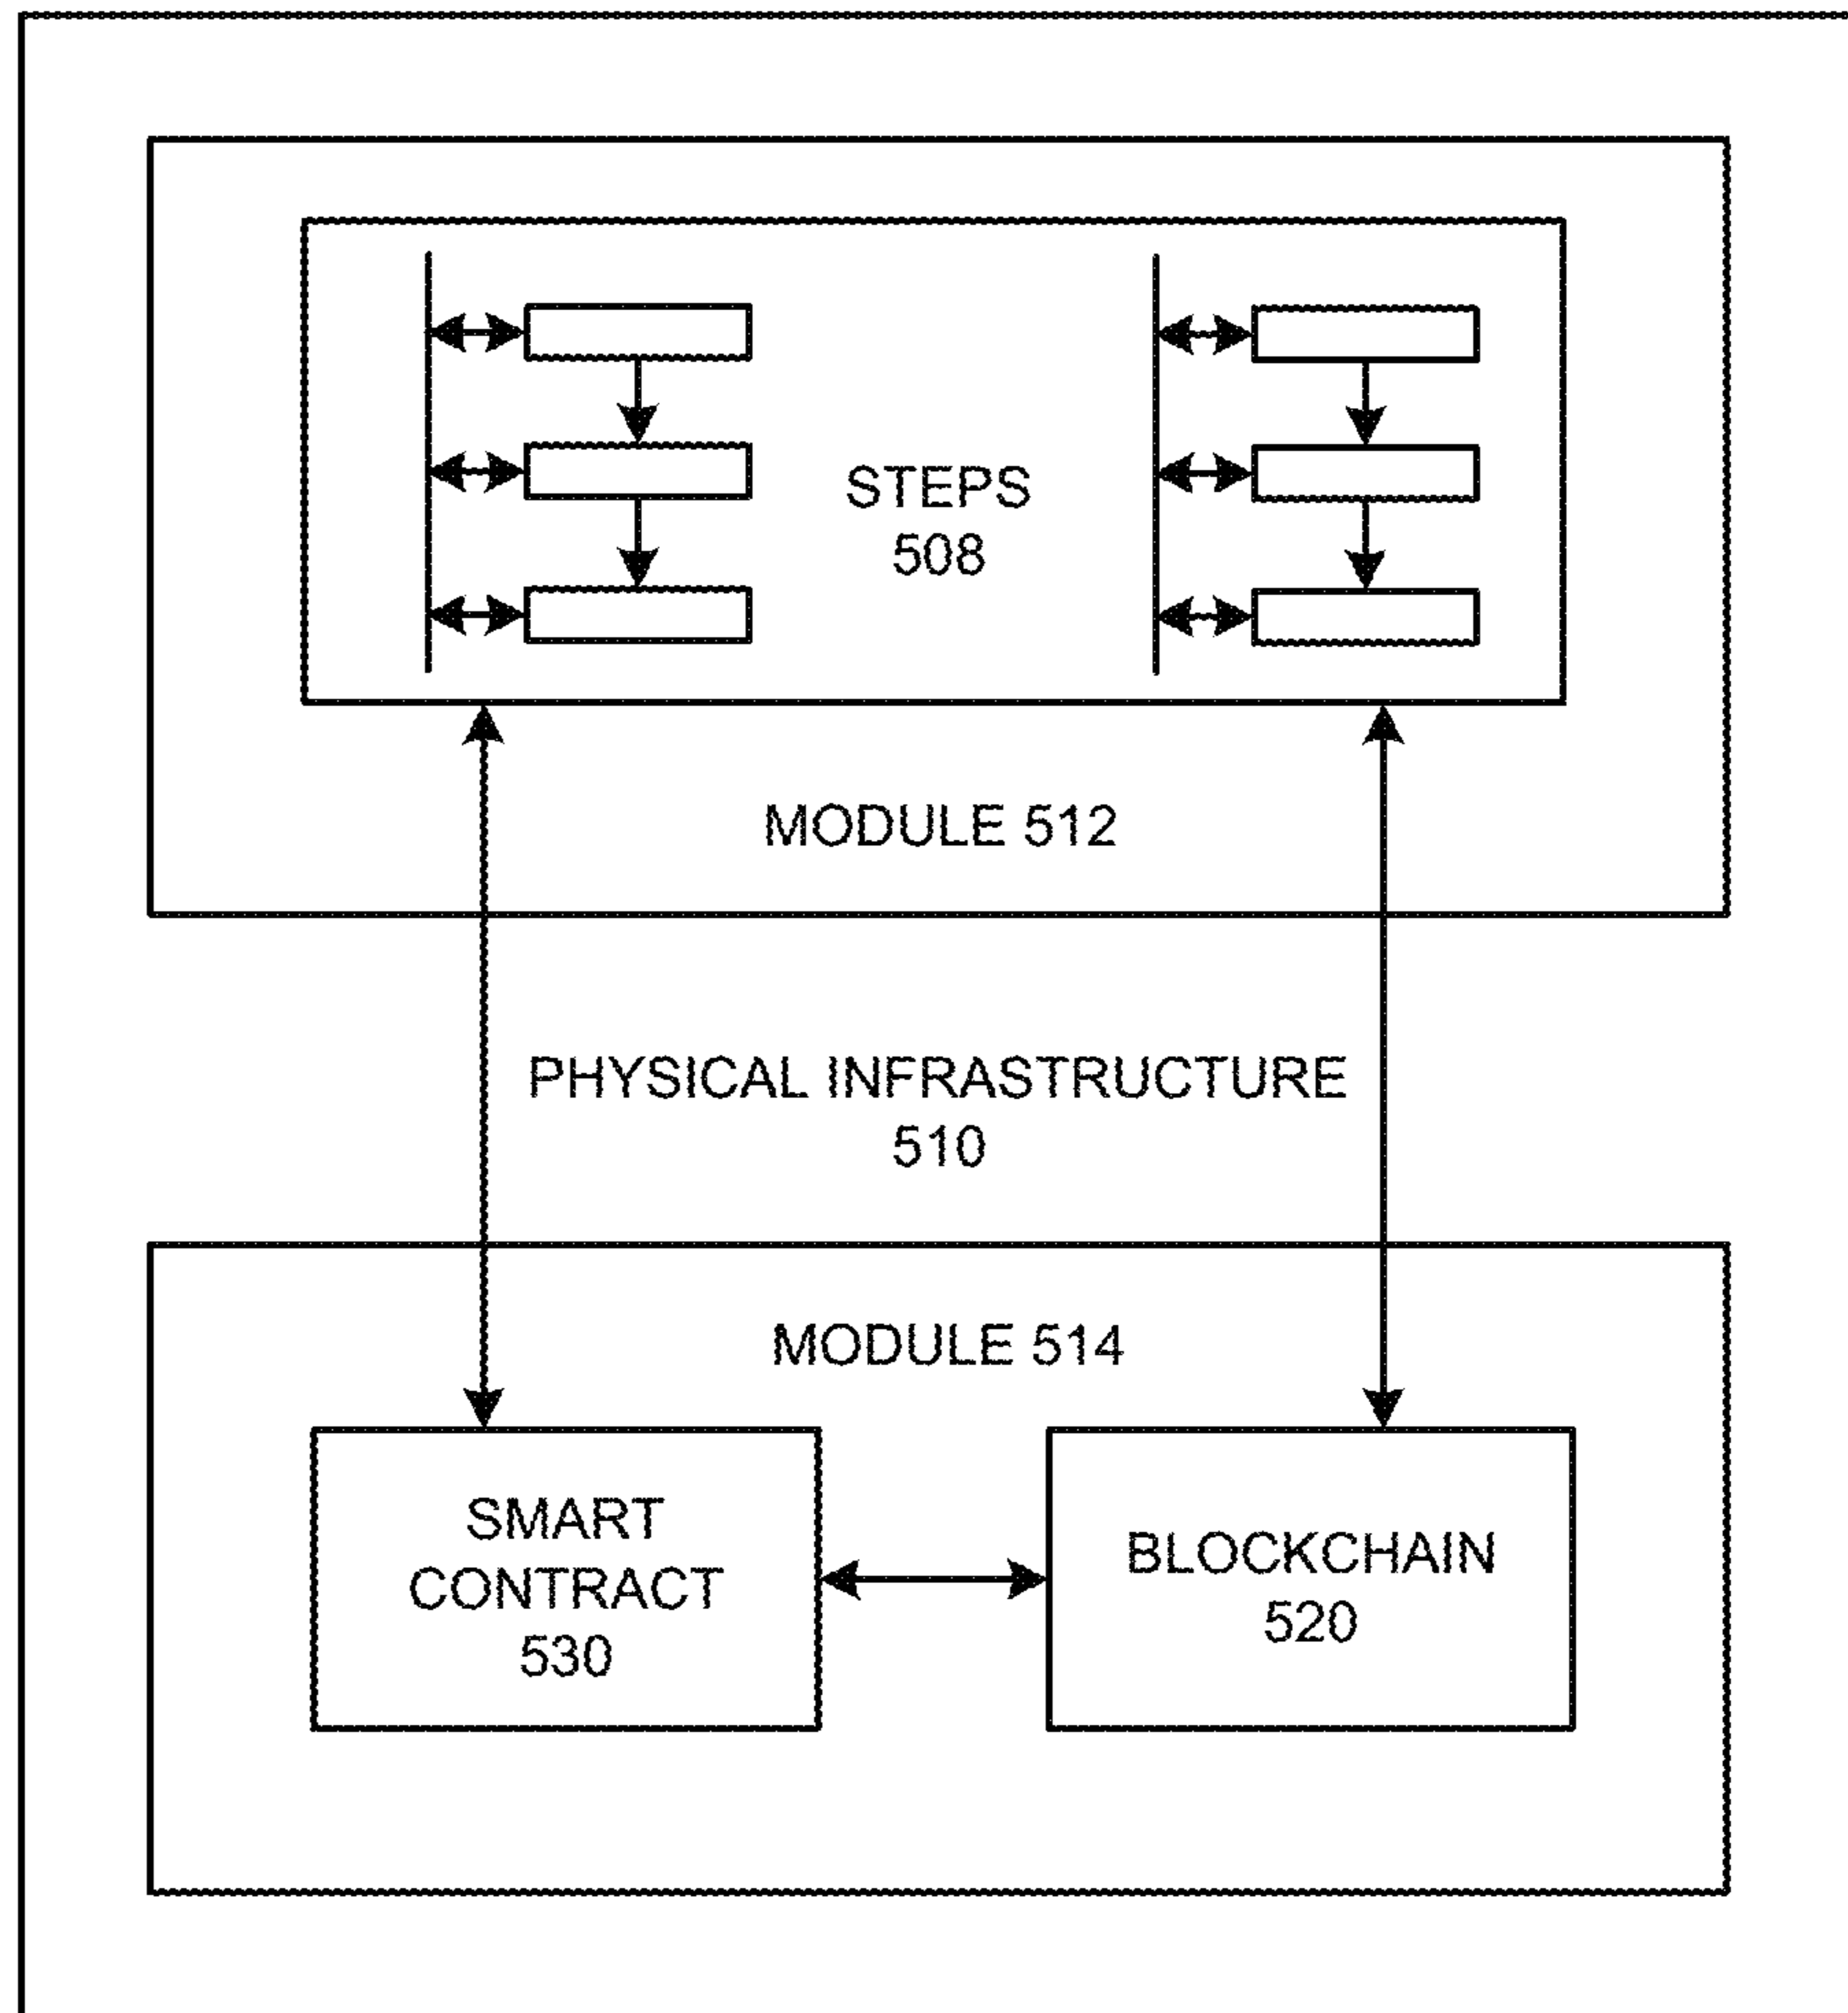 STEPS
508
MODULE 512
PHYSICAL INFRASTRUCTURE
510
MODULE 514
SMART
CONTRACT
530
BLOCKCHAIN
520